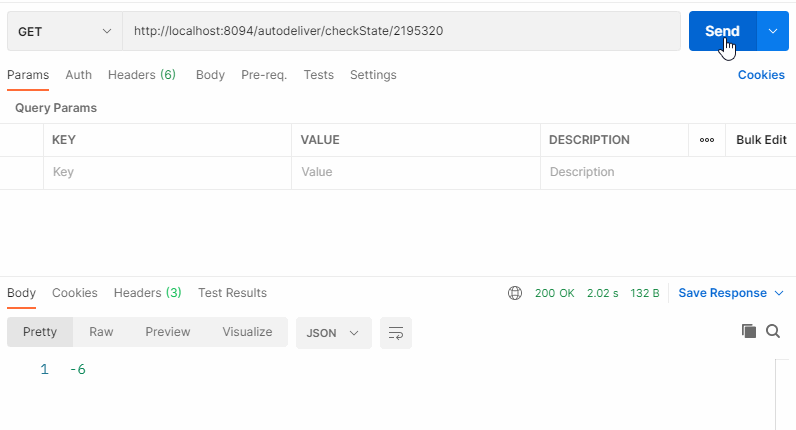 GET http://localhost:8094/autodeliver/checkState/2195320 Send
Params Auth Headers (6) Body Pre-req. Tests Settings Cookies
Query Params
KEY VALUE DESCRIPTION ooo Bulk Edit
Key Value Description
Body Cookies Headers (3) Test Results 200 OK 2.02 s 132 B Save Response
Pretty Raw Preview Visualize JSON
1 -6